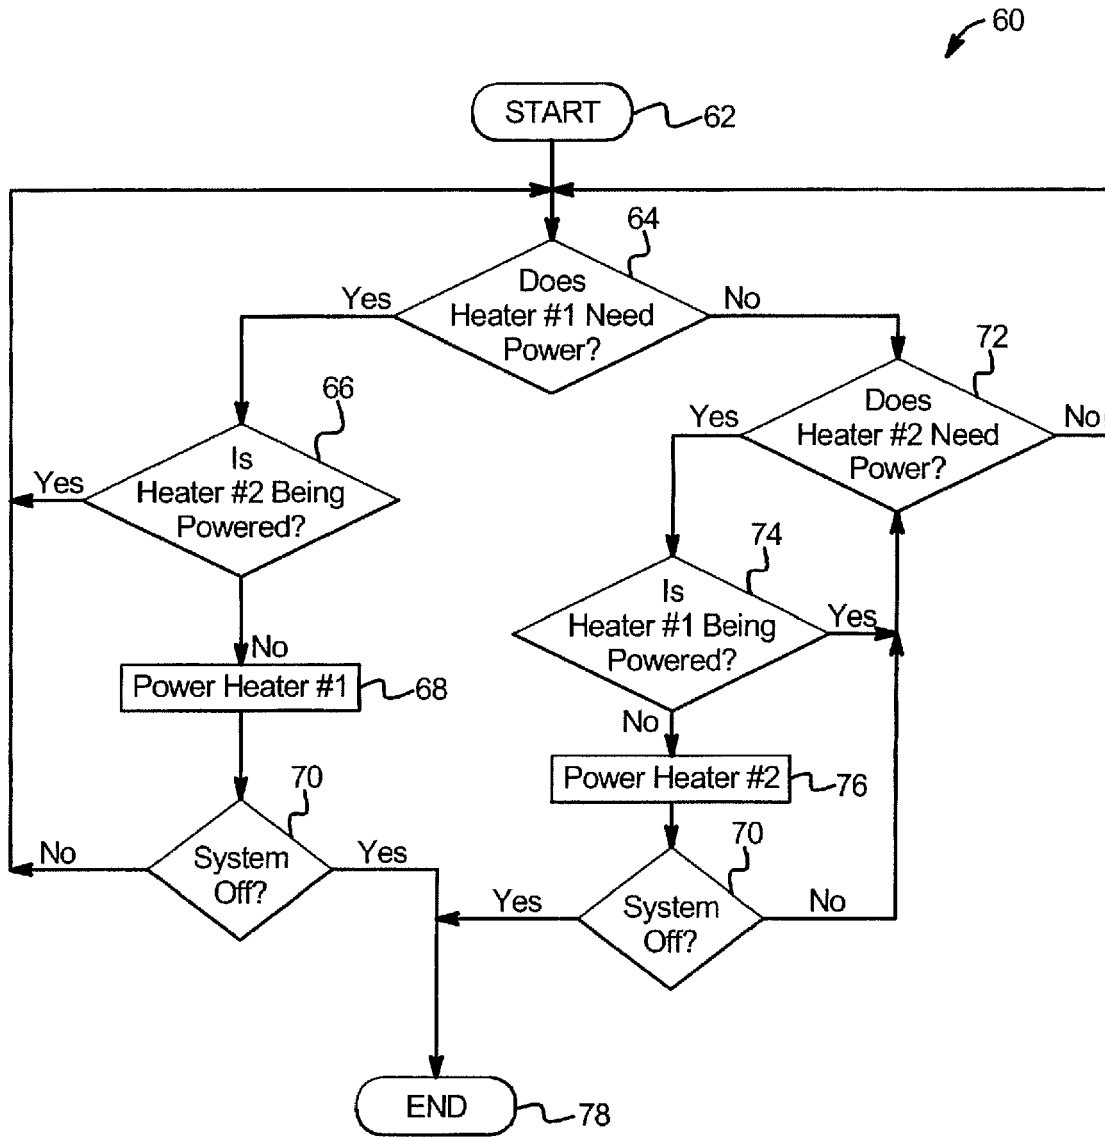 60
START
62
64
Does
Heater #1 Need
Power?
Yes
No
72
Does
Heater #2 Need
Power?
Yes
No
66
Is
Heater #2 Being
Powered?
Yes
No
74
Is
Heater #1 Being
Powered?
Yes
No
Power Heater #1
68
Power Heater #2
76
70
System
Off?
No
Yes
70
System
Off?
Yes
No
END
78